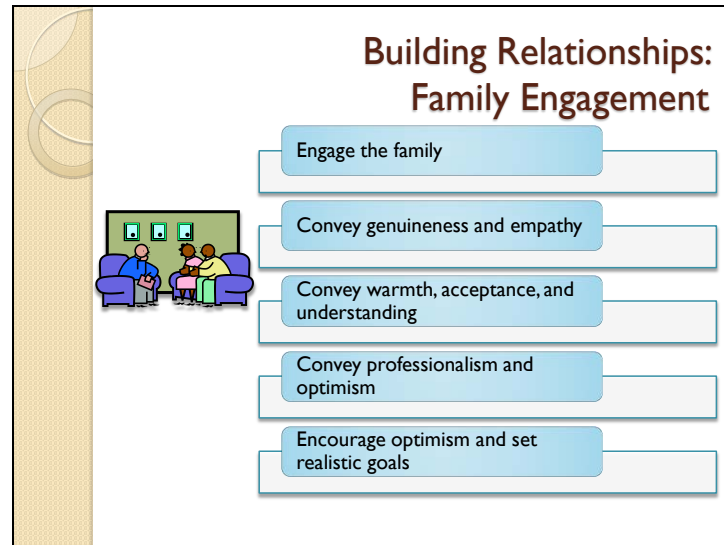 Building Relationships:
Family Engagement
Engage the family
Convey genuineness and empathy
Convey warmth, acceptance, and
understanding
Convey professionalism and
optimism
Encourage optimism and set
realistic goals